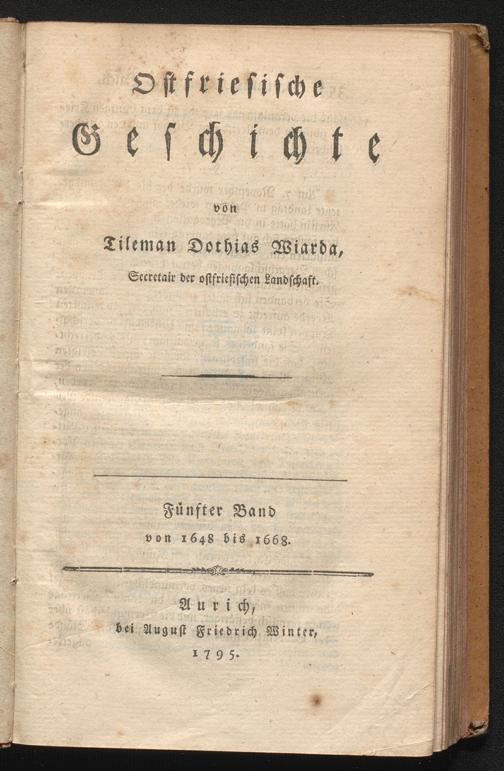 Ostfriesische
Geschichte
von
Tileman Dothias Wiarda,
Secretair der ostfriesischen Landschaft.
Fünfter Band
von 1648 bis 1668.
Aurich,
bei August Friedrich Winter,
1795.